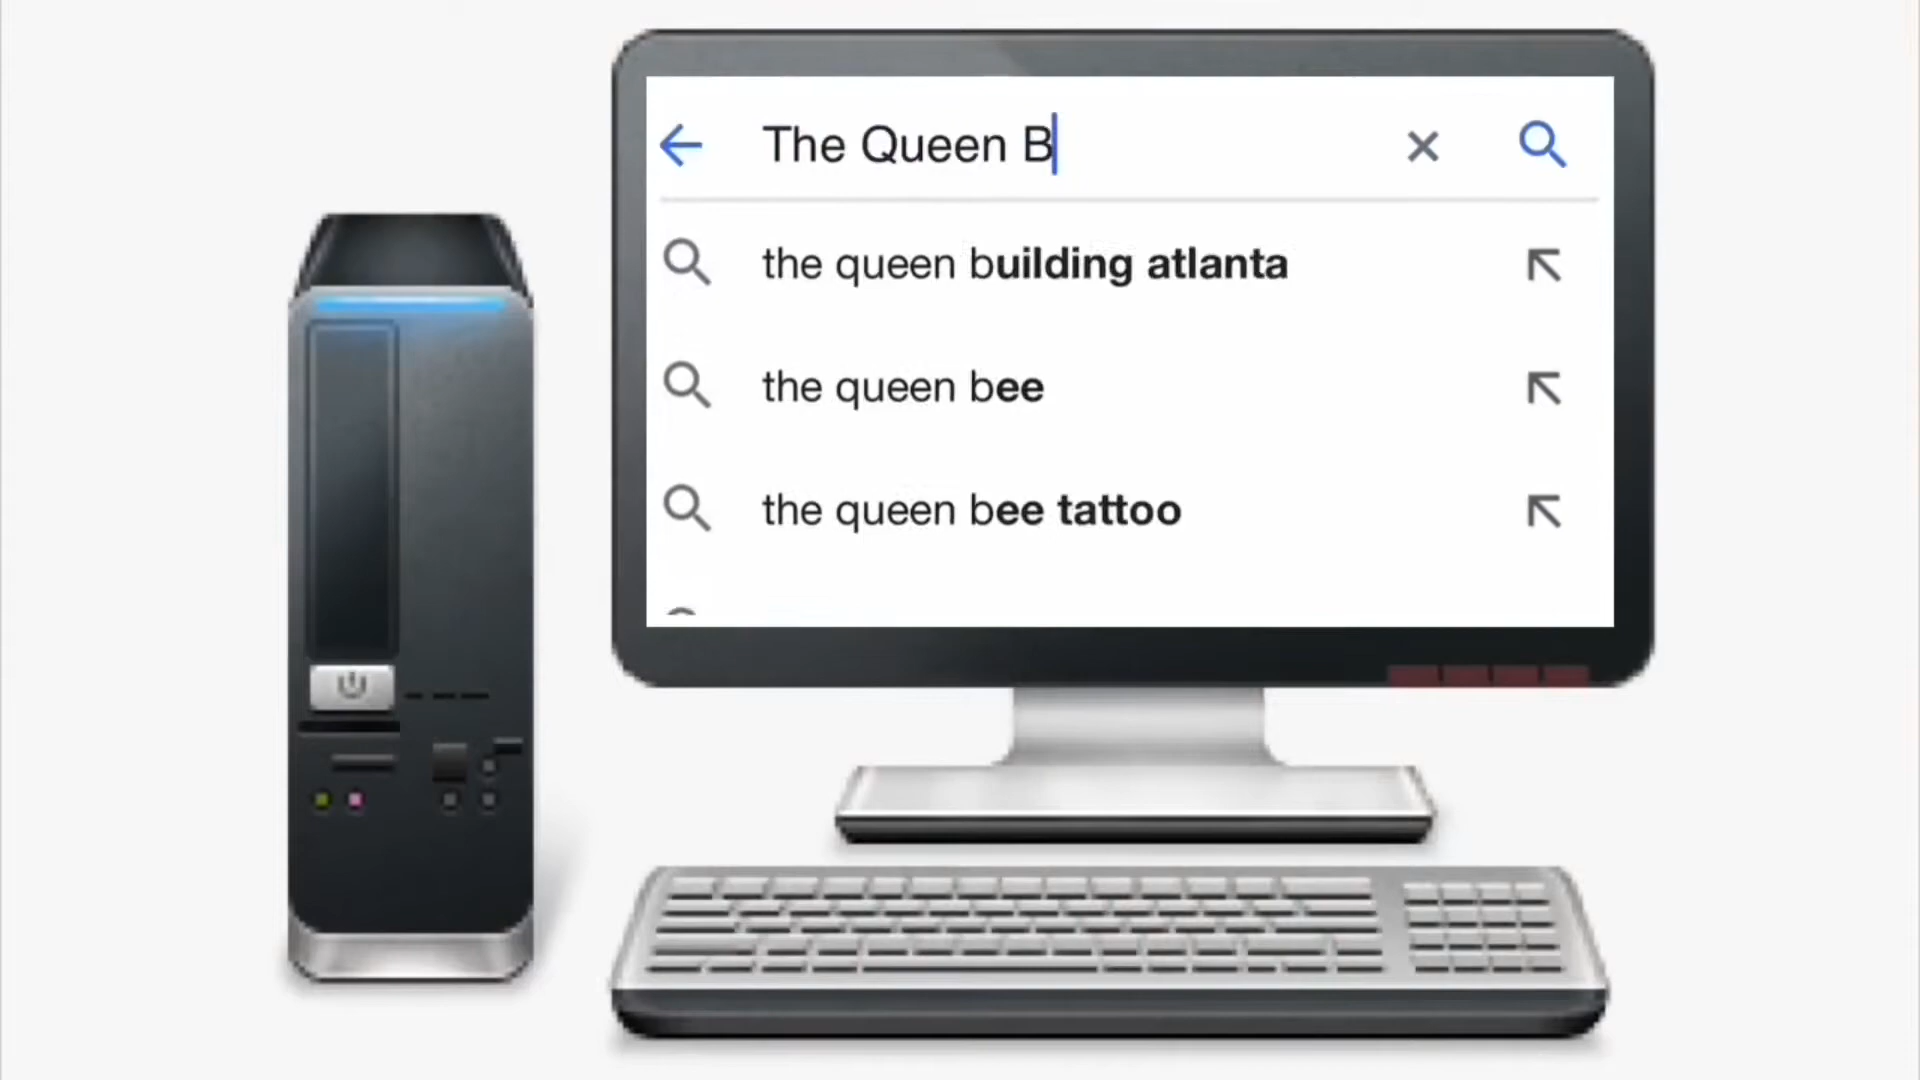 The Queen B
the queen building atlanta
the queen bee
the queen bee tattoo